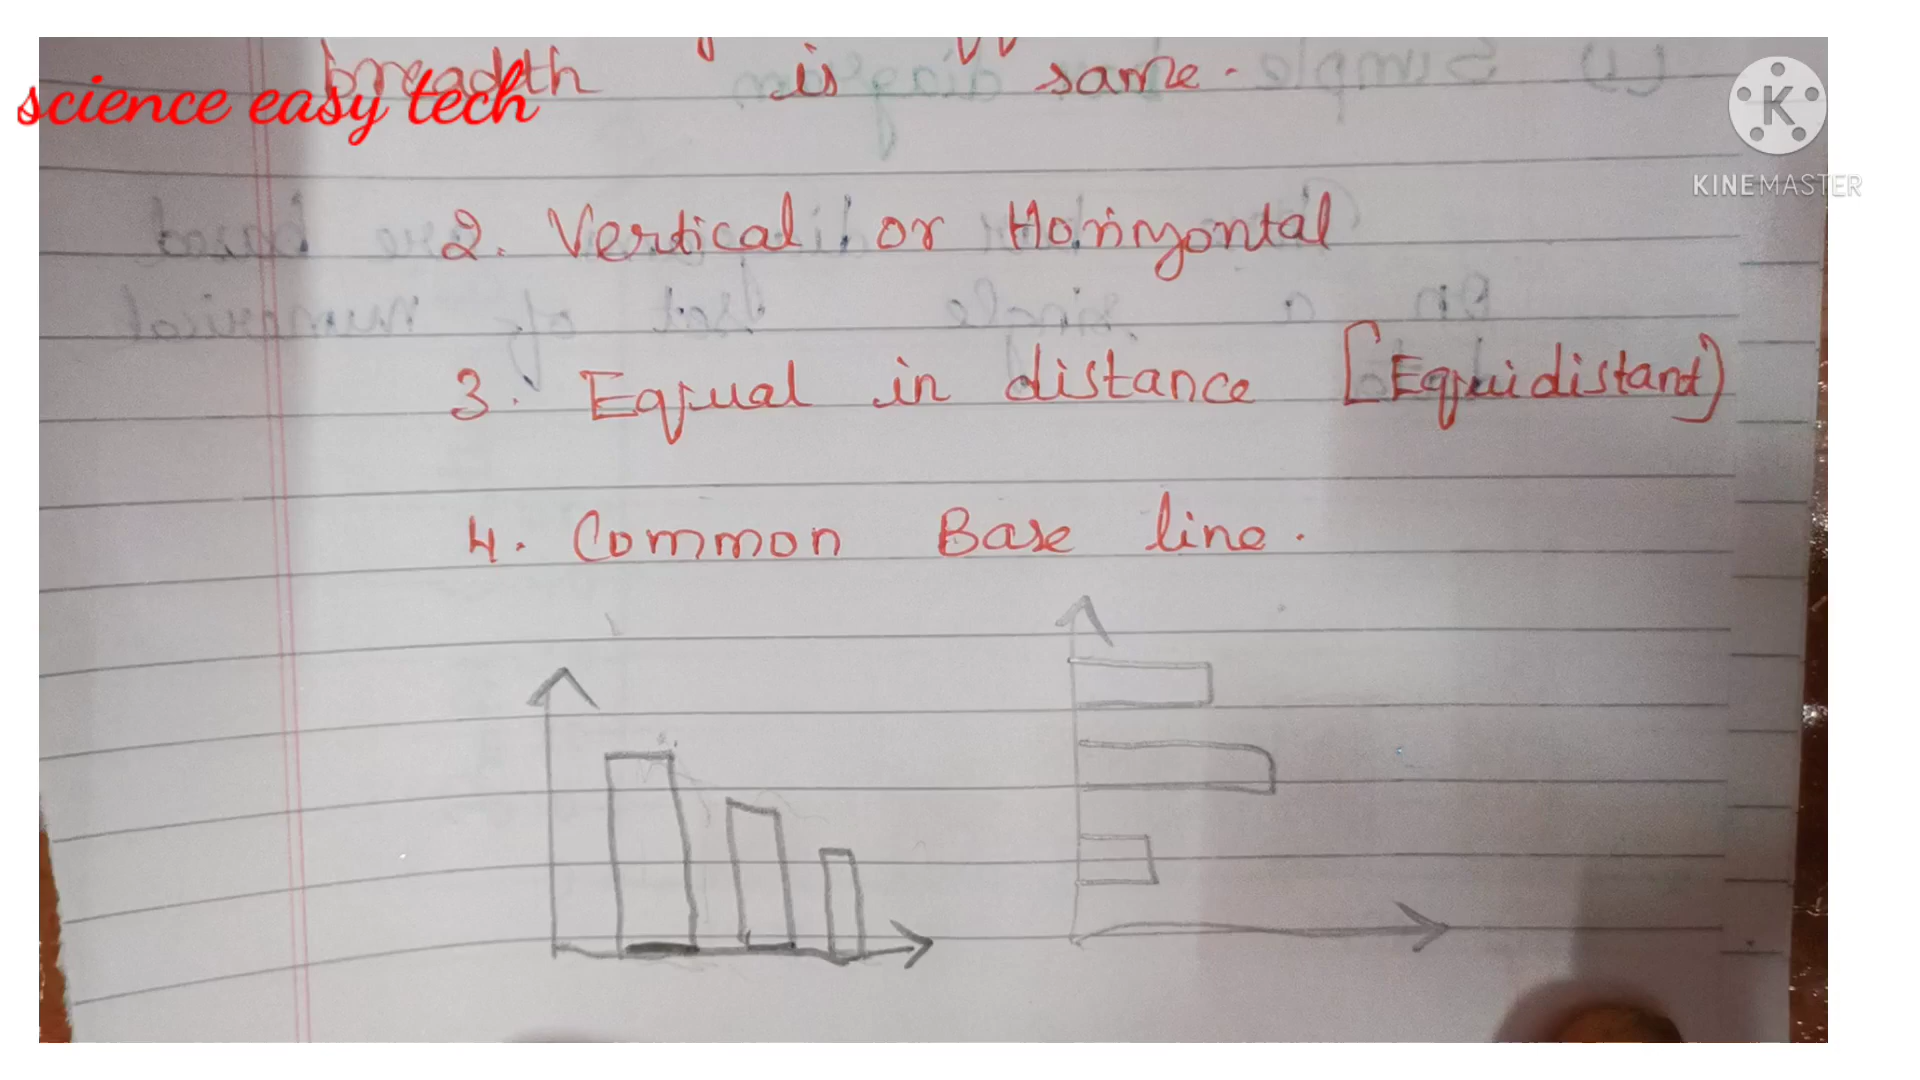 breadth is same.
science easy tech
KINEMASTER
2. Vertical or Horizontal
3. Equal in distance [Equidistant)
4. Common Base line.